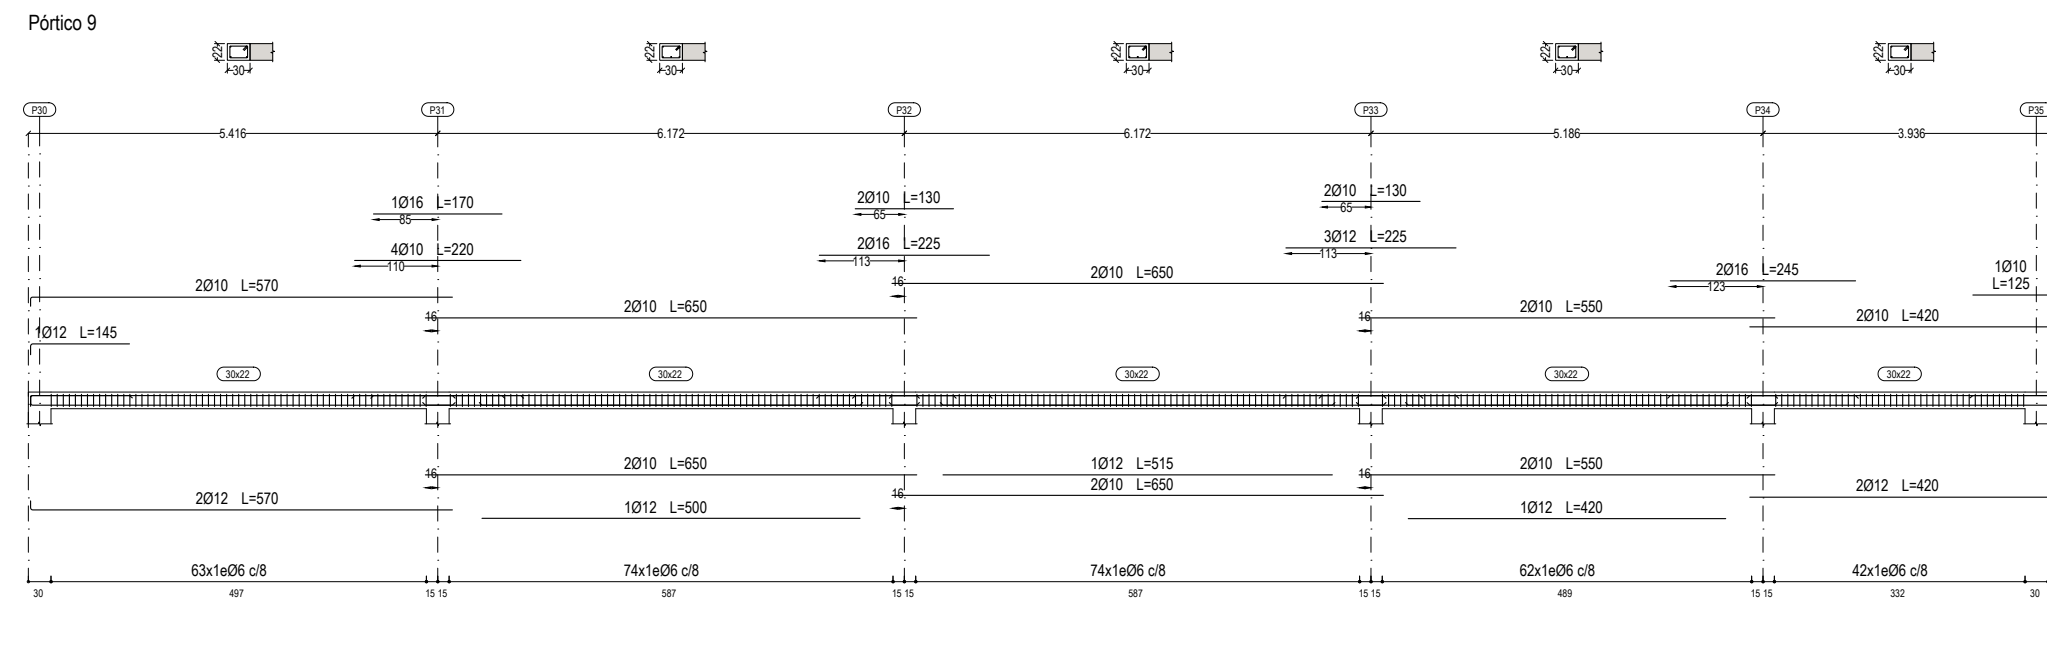 Pórtico 9
22 22 22 22 22
30 30 30 30 30
P30 P31 P32 P33 P34 P35
5.416 6.172 6.172 5.186 3.936
1Ø16 L=170 2Ø10 L=130 2Ø10 L=130
85 65 65
4Ø10 L=220 2Ø16 L=225 3Ø12 L=225
110 113 113
2Ø10 L=570 2Ø10 L=650 2Ø16 L=245 1Ø10
L=125
16 123
2Ø10 L=650 2Ø10 L=550 2Ø10 L=420
16 16
1Ø12 L=145
30x22 30x22 30x22 30x22 30x22
2Ø10 L=650 1Ø12 L=515 2Ø10 L=550
16 16
2Ø12 L=570 2Ø10 L=650 2Ø12 L=420
16
1Ø12 L=500 1Ø12 L=420
63x1eØ6 c/8 74x1eØ6 c/8 74x1eØ6 c/8 62x1eØ6 c/8 42x1eØ6 c/8
30 497 15 15 587 15 15 587 15 15 489 15 15 332 30